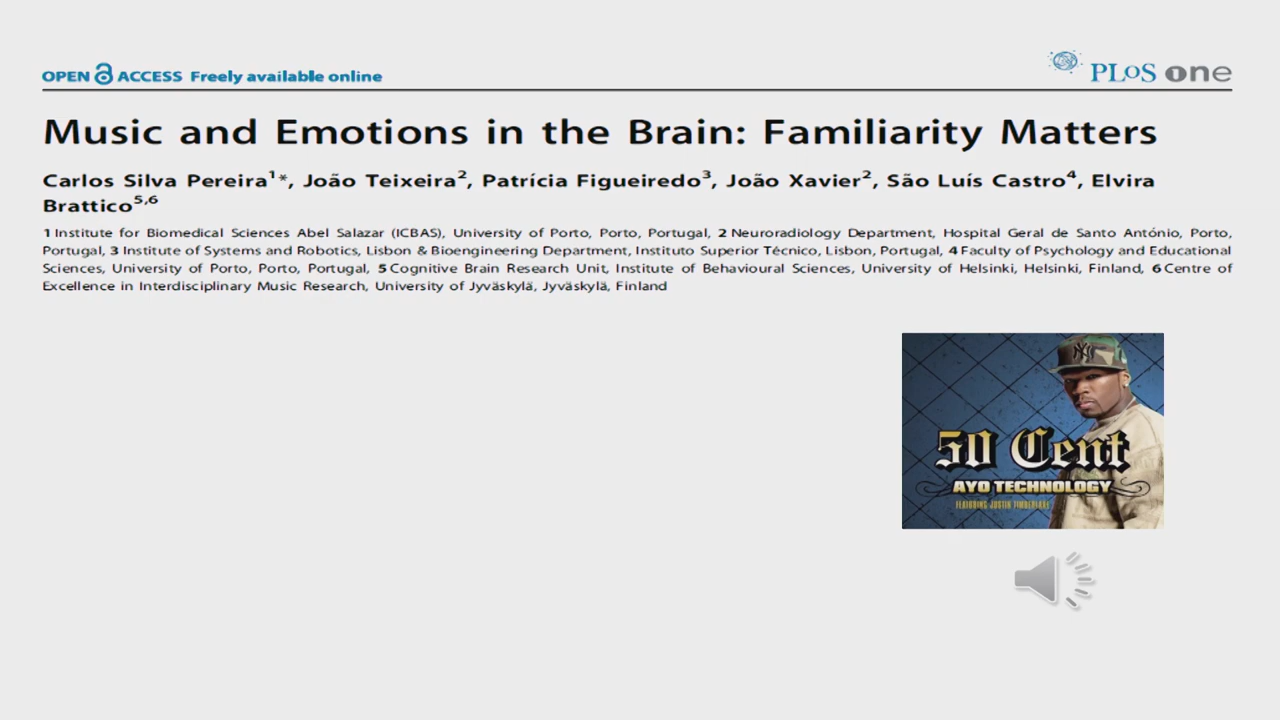 OPEN ACCESS Freely available online
PLoS one
Music and Emotions in the Brain: Familiarity Matters
Carlos Silva Pereira1*, João Teixeira2, Patrícia Figueiredo3, João Xavier2, São Luís Castro4, Elvira
Brattico5,6
1 Institute for Biomedical Sciences Abel Salazar (ICBAS), University of Porto, Porto, Portugal, 2 Neuroradiology Department, Hospital Geral de Santo António, Porto,
Portugal, 3 Institute of Systems and Robotics, Lisbon & Bioengineering Department, Instituto Superior Técnico, Lisbon, Portugal, 4 Faculty of Psychology and Educational
Sciences, University of Porto, Porto, Portugal, 5 Cognitive Brain Research Unit, Institute of Behavioural Sciences, University of Helsinki, Helsinki, Finland, 6 Centre of
Excellence in Interdisciplinary Music Research, University of Jyväskylä, Jyväskylä, Finland
NY
50 Cent
AYO TECHNOLOGY
FEATURING JUSTIN TIMBERLAKE